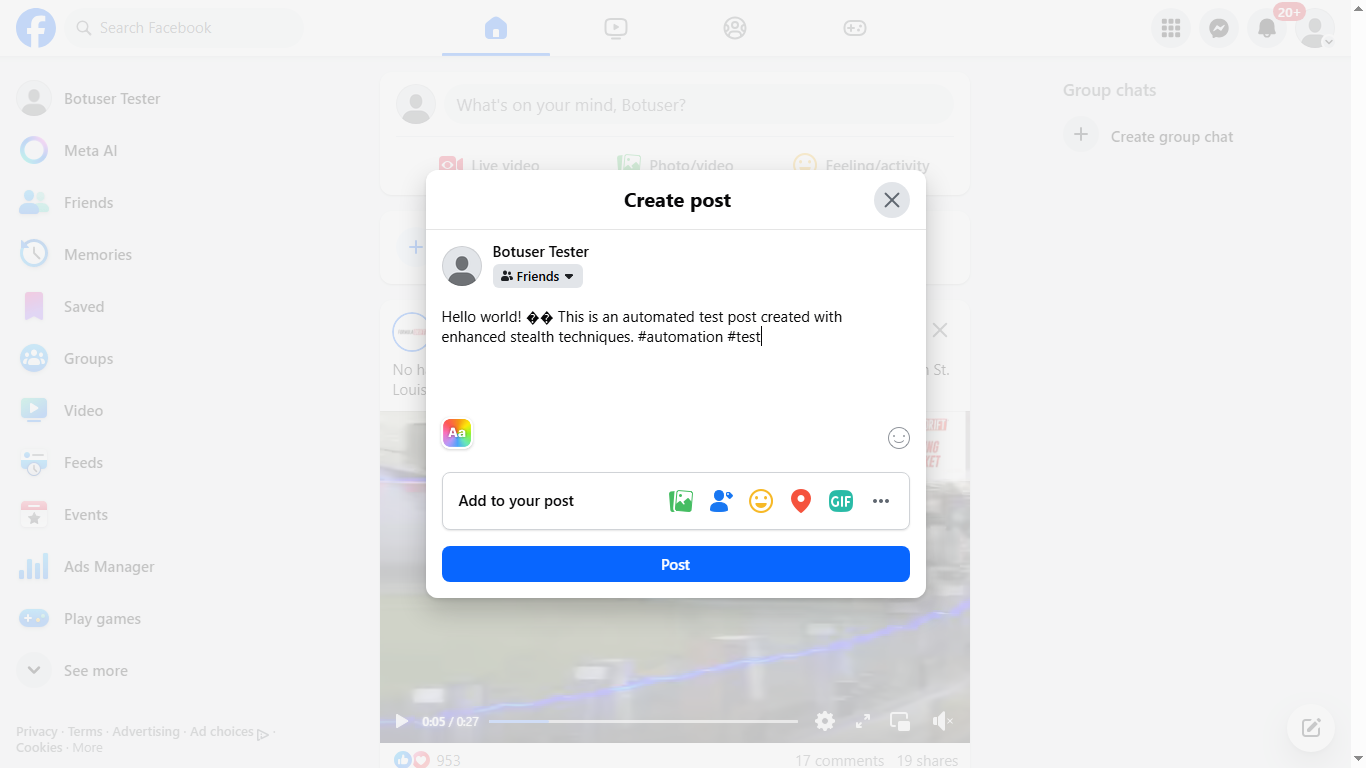 Search Facebook
20+
Botuser Tester
Meta AI
Friends
Memories
Saved
Groups
Video
Feeds
Events
Ads Manager
Play games
See more
Privacy · Terms · Advertising · Ad choices ·
Cookies · More
What's on your mind, Botuser?
Live video
Photo/video
Feeling/activity
Create post
Botuser Tester
Friends
Hello world! �� This is an automated test post created with
enhanced stealth techniques. #automation #test
Aa
Add to your post
GIF
Post
No
St.
Louis
0:05 / 0:27
953
17 comments
19 shares
Group chats
Create group chat